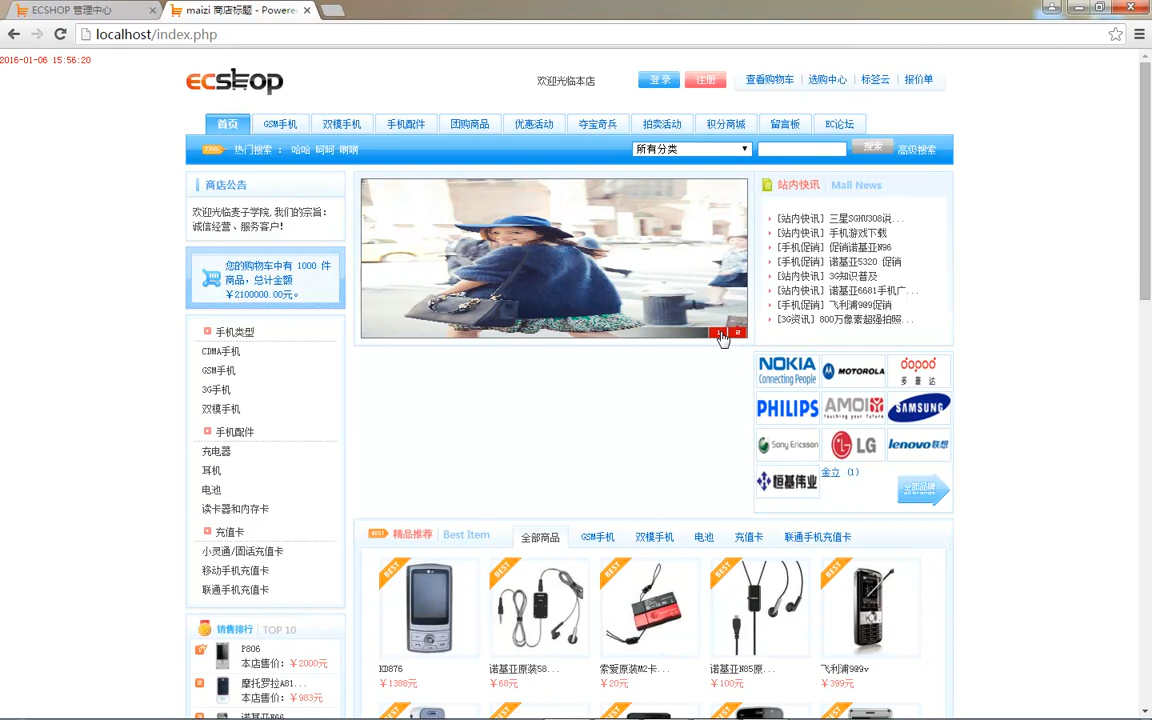 ECSHOP 管理中心
maizi 商店标题 - Powere
localhost/index.php
2016-01-06 15:56:20
ECSHOP
欢迎光临本店
登录
注册
查看购物车
选购中心
标签云
报价单
首页
GSM手机
双模手机
手机配件
团购商品
优惠活动
夺宝奇兵
拍卖活动
积分商城
留言板
EC论坛
热门搜索 : 哈哈 呵呵 啊啊
所有分类
搜索
高级搜索
商店公告
欢迎光临麦子学院,我们的宗旨:
诚信经营、服务客户!
您的购物车中有 1000 件
商品,总计金额
¥2100000.00元。
手机类型
CDMA手机
GSM手机
3G手机
双模手机
手机配件
充电器
耳机
电池
读卡器和内存卡
充值卡
小灵通/固话充值卡
移动手机充值卡
联通手机充值卡
销售排行 TOP 10
P806
本店售价:¥2000元
摩托罗拉A81...
本店售价:¥983元
站内快讯 Mall News
[站内快讯] 三星SGHU308说...
[站内快讯] 手机游戏下载
[手机促销] 促销诺基亚N96
[手机促销] 诺基亚5320 促销
[站内快讯] 3G知识普及
[站内快讯] 诺基亚6681手机广...
[手机促销] 飞利浦9@9促销
[3G资讯] 800万像素超强拍照...
NOKIA
Connecting People
MOTOROLA
dopod
多普达
PHILIPS
AMOI
SAMSUNG
Sony Ericsson
LG
lenovo联想
恒基伟业
金立 (1)
全部品牌
all brands
精品推荐 Best Item
全部商品
GSM手机
双模手机
电池
充值卡
联通手机充值卡
BEST
BEST
BEST
BEST
BEST
KD876
¥1388元
诺基亚原装58...
¥68元
索爱原装M2卡...
¥20元
诺基亚N85原...
¥100元
飞利浦9@9v
¥399元